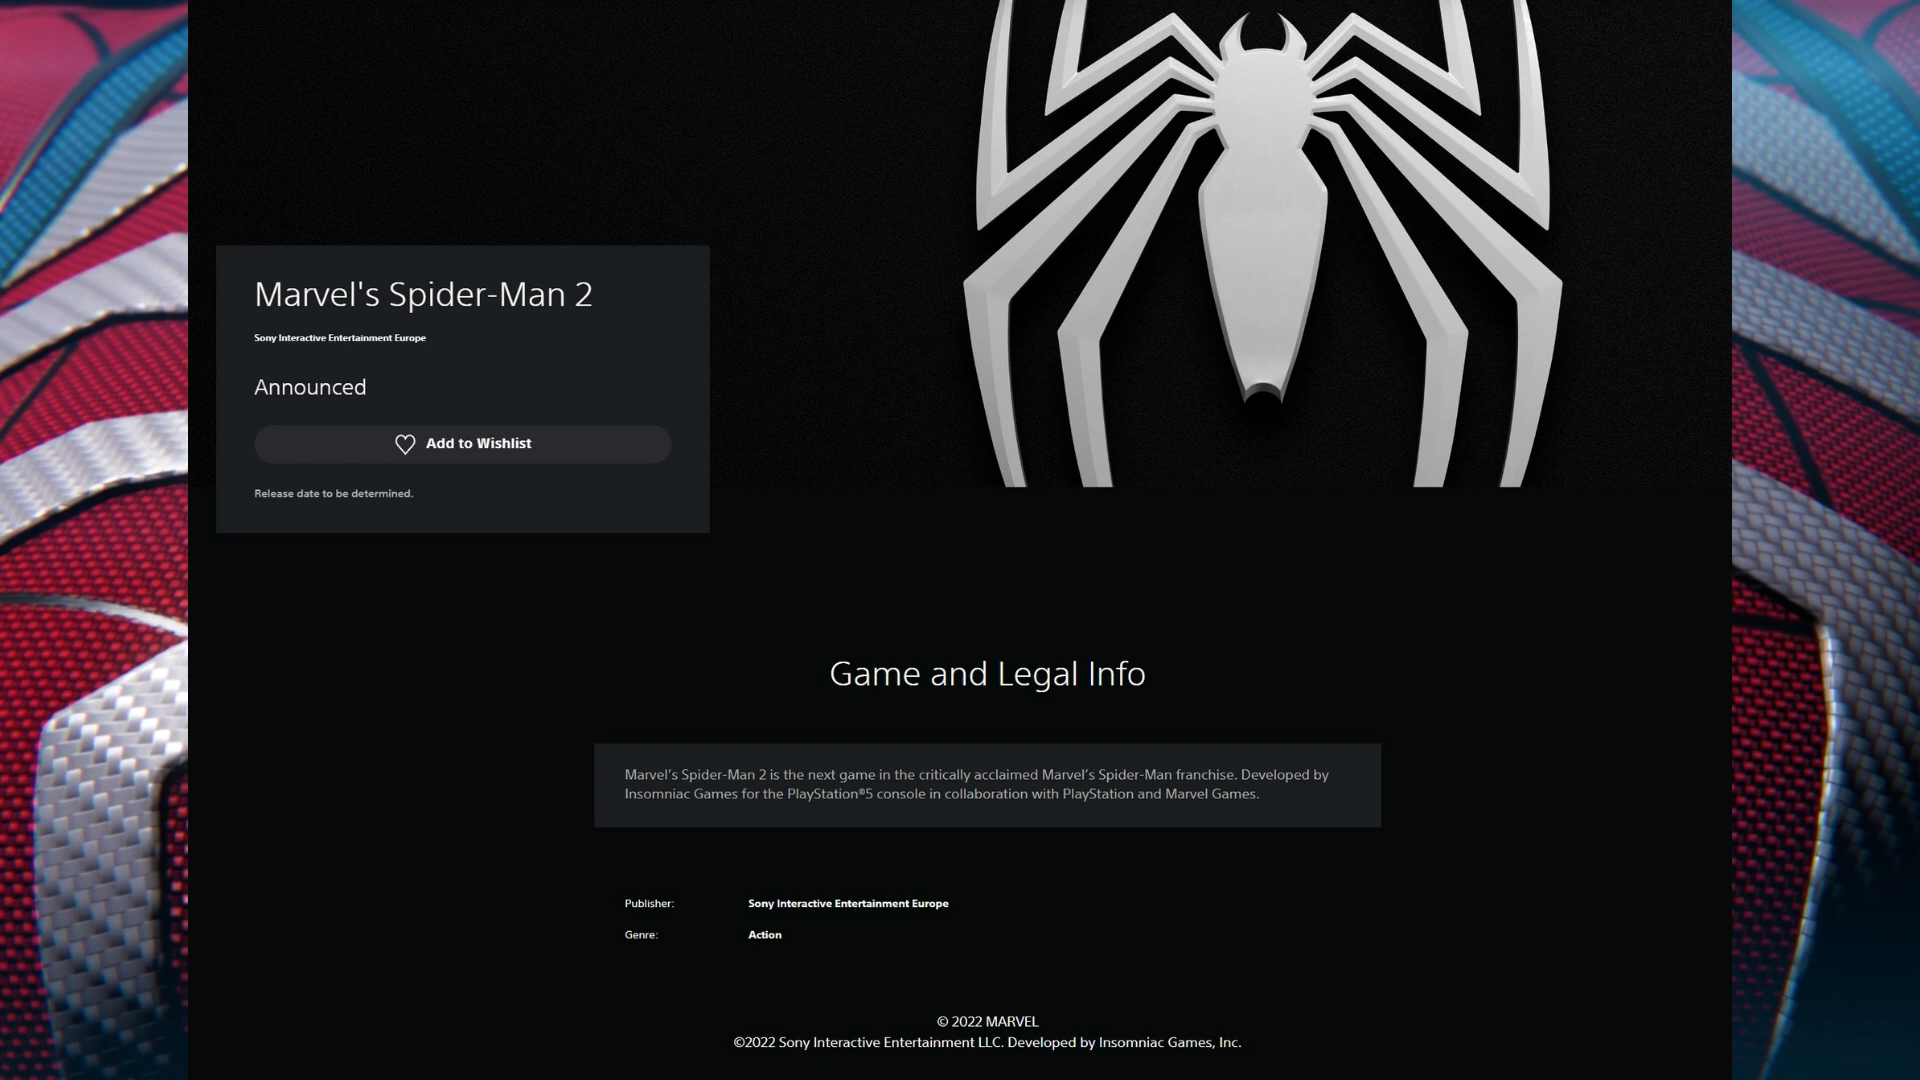 Marvel's Spider-Man 2
Sony Interactive Entertainment Europe
Announced
Add to Wishlist
Release date to be determined.
Game and Legal Info
Marvel’s Spider-Man 2 is the next game in the critically acclaimed Marvel’s Spider-Man franchise. Developed by
Insomniac Games for the PlayStation®5 console in collaboration with PlayStation and Marvel Games.
Publisher: Sony Interactive Entertainment Europe
Genre: Action
© 2022 MARVEL
©2022 Sony Interactive Entertainment LLC. Developed by Insomniac Games, Inc.